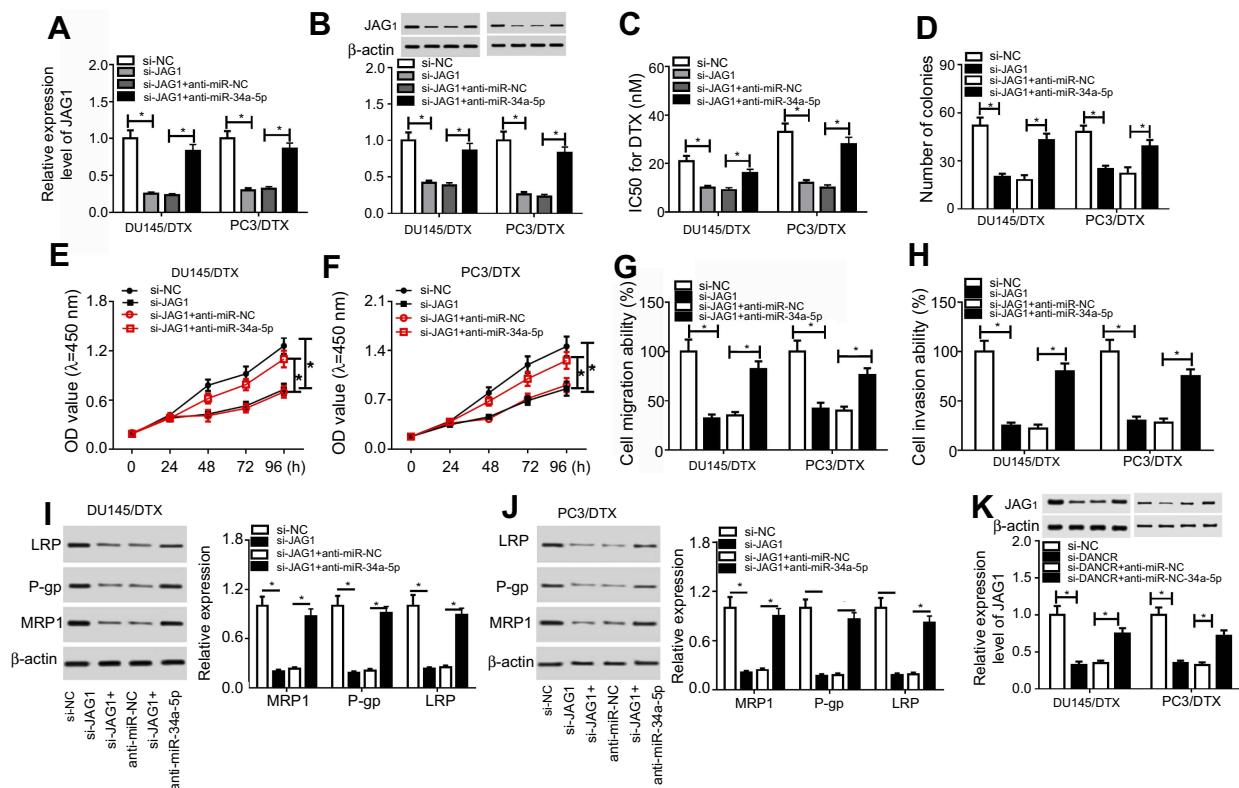 A
Relative expression
level of JAG1
2.0
1.5
1.0
0.5
0.0
si-NC
si-JAG1
si-JAG1+anti-miR-NC
si-JAG1+anti-miR-34a-5p
*
*
*
*
DU145/DTX
PC3/DTX
B
JAG1
β-actin
2.0
1.5
1.0
0.5
0.0
si-NC
si-JAG1
si-JAG1+anti-miR-NC
si-JAG1+anti-miR-34a-5p
*
*
*
*
DU145/DTX
PC3/DTX
C
IC50 for DTX (nM)
60
40
20
0
si-NC
si-JAG1
si-JAG1+anti-miR-NC
si-JAG1+anti-miR-34a-5p
*
*
*
*
DU145/DTX
PC3/DTX
D
Number of colonies
90
60
30
0
si-NC
si-JAG1
si-JAG1+anti-miR-NC
si-JAG1+anti-miR-34a-5p
*
*
*
*
DU145/DTX
PC3/DTX
E
DU145/DTX
OD value (λ=450 nm)
1.8
1.2
0.6
0.0
si-NC
si-JAG1
si-JAG1+anti-miR-NC
si-JAG1+anti-miR-34a-5p
*
*
0 24 48 72 96 (h)
F
PC3/DTX
OD value (λ=450 nm)
2.1
1.4
0.7
0.0
si-NC
si-JAG1
si-JAG1+anti-miR-NC
si-JAG1+anti-miR-34a-5p
*
*
0 24 48 72 96 (h)
G
Cell migration ability (%)
150
100
50
0
si-NC
si-JAG1
si-JAG1+anti-miR-NC
si-JAG1+anti-miR-34a-5p
*
*
*
*
DU145/DTX
PC3/DTX
H
Cell invasion ability (%)
150
100
50
0
si-NC
si-JAG1
si-JAG1+anti-miR-NC
si-JAG1+anti-miR-34a-5p
*
*
*
*
DU145/DTX
PC3/DTX
I
DU145/DTX
LRP
P-gp
MRP1
β-actin
si-NC
si-JAG1
si-JAG1+
anti-miR-NC
si-JAG1+
anti-miR-34a-5p
Relative expression
1.8
1.2
0.6
0.0
si-NC
si-JAG1
si-JAG1+anti-miR-NC
si-JAG1+anti-miR-34a-5p
*
*
*
*
*
*
MRP1
P-gp
LRP
J
PC3/DTX
LRP
P-gp
MRP1
β-actin
si-NC
si-JAG1
si-JAG1+
anti-miR-NC
si-JAG1+
anti-miR-34a-5p
Relative expression
1.8
1.2
0.6
0.0
si-NC
si-JAG1
si-JAG1+anti-miR-NC
si-JAG1+anti-miR-34a-5p
*
*
*
*
*
*
MRP1
P-gp
LRP
K
JAG1
β-actin
Relative expression
level of JAG1
2.0
1.5
1.0
0.5
0.0
si-NC
si-DANCR
si-DANCR+anti-miR-NC
si-DANCR+anti-miR-NC-34a-5p
*
*
*
*
DU145/DTX
PC3/DTX